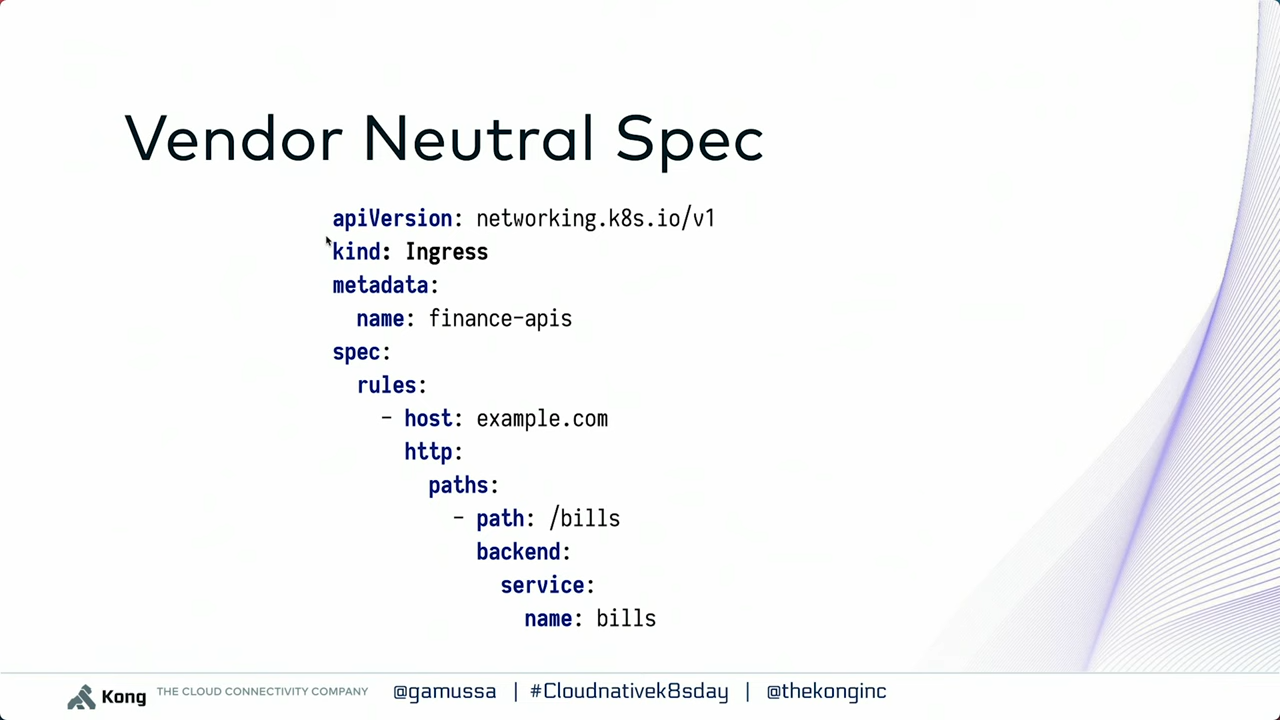 Vendor Neutral Spec
apiVersion: networking.k8s.io/v1
kind: Ingress
metadata:
  name: finance-apis
spec:
  rules:
    - host: example.com
      http:
        paths:
          - path: /bills
            backend:
              service:
                name: bills
Kong THE CLOUD CONNECTIVITY COMPANY @gamussa | #Cloudnativek8sday | @thekonginc